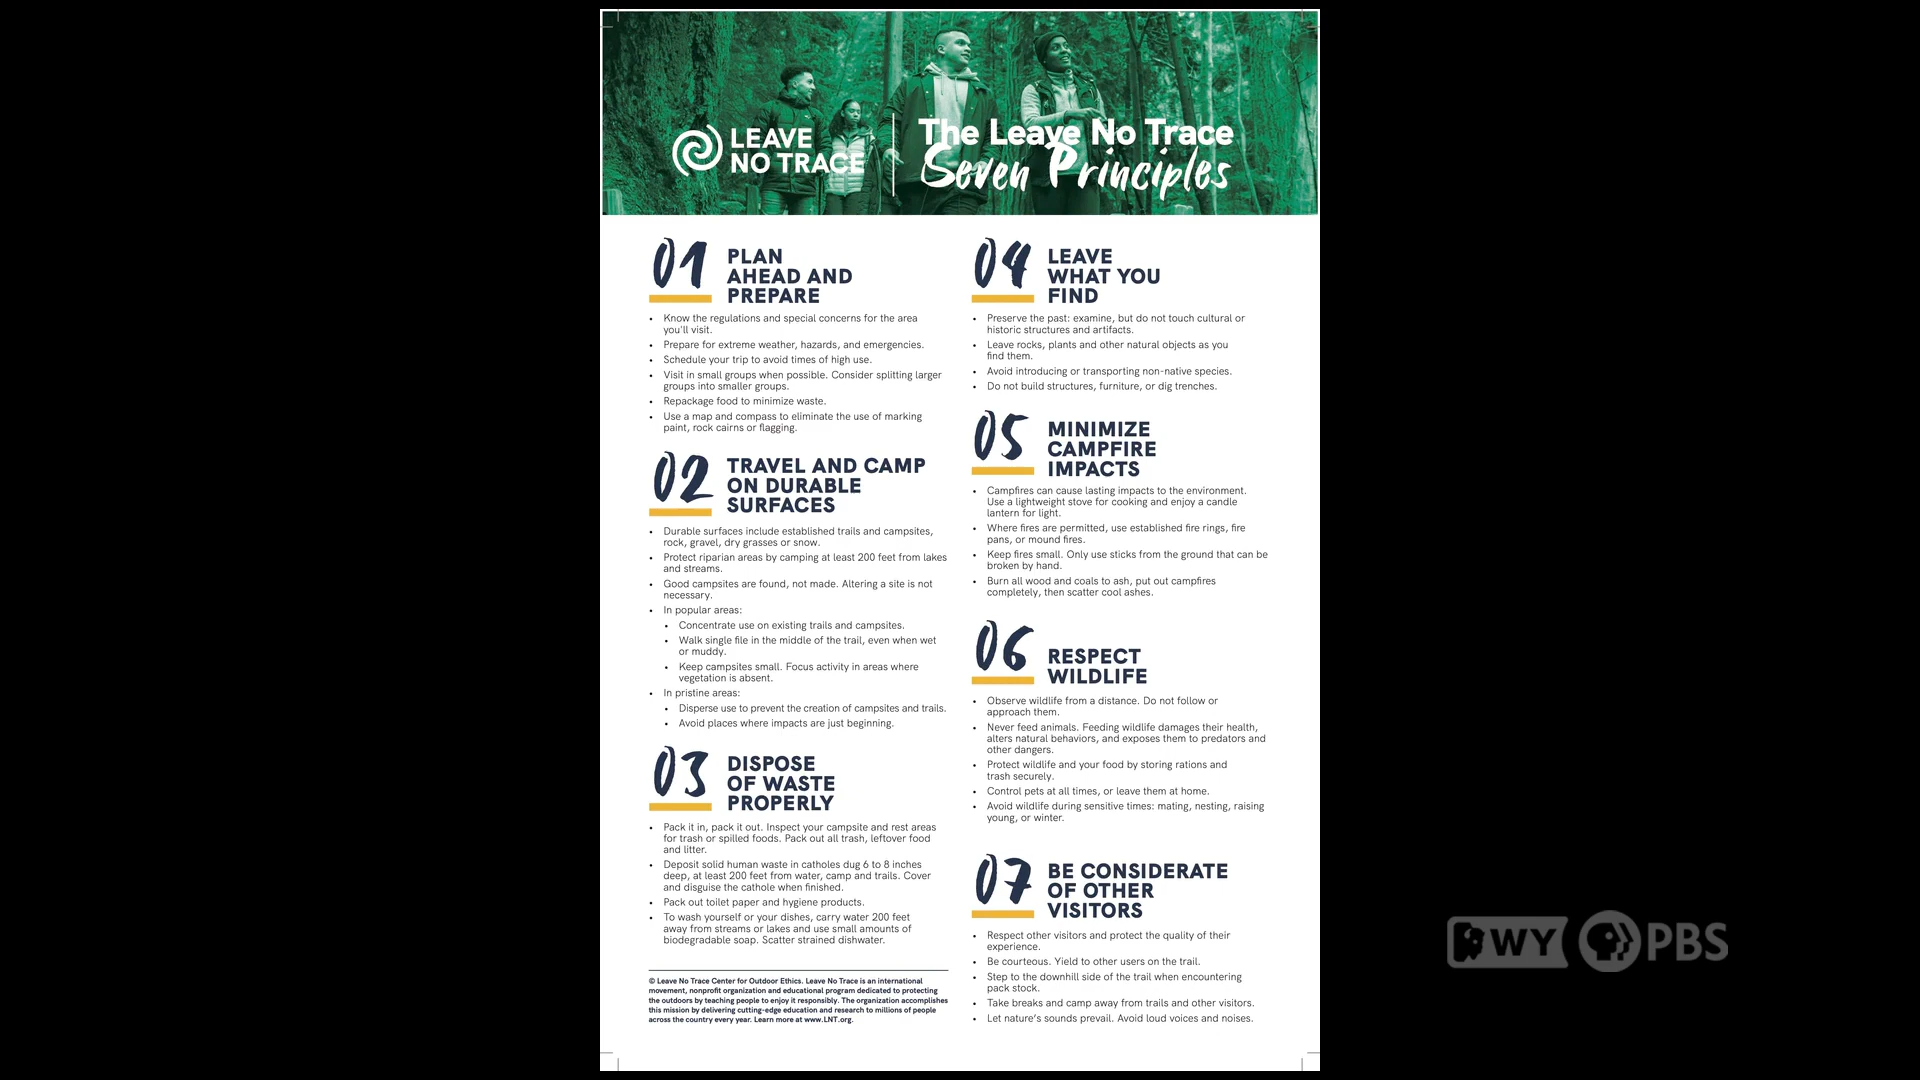 LEAVE
NO TRACE
The Leave No Trace
Seven Principles
01
PLAN
AHEAD AND
PREPARE
• Know the regulations and special concerns for the area
you'll visit.
• Prepare for extreme weather, hazards, and emergencies.
• Schedule your trip to avoid times of high use.
• Visit in small groups when possible. Consider splitting larger
groups into smaller groups.
• Repackage food to minimize waste.
• Use a map and compass to eliminate the use of marking
paint, rock cairns or flagging.
02
TRAVEL AND CAMP
ON DURABLE
SURFACES
• Durable surfaces include established trails and campsites,
rock, gravel, dry grasses or snow.
• Protect riparian areas by camping at least 200 feet from lakes
and streams.
• Good campsites are found, not made. Altering a site is not
necessary.
• In popular areas:
• Concentrate use on existing trails and campsites.
• Walk single file in the middle of the trail, even when wet
or muddy.
• Keep campsites small. Focus activity in areas where
vegetation is absent.
• In pristine areas:
• Disperse use to prevent the creation of campsites and trails.
• Avoid places where impacts are just beginning.
03
DISPOSE
OF WASTE
PROPERLY
• Pack it in, pack it out. Inspect your campsite and rest areas
for trash or spilled foods. Pack out all trash, leftover food
and litter.
• Deposit solid human waste in catholes dug 6 to 8 inches
deep, at least 200 feet from water, camp and trails. Cover
and disguise the cathole when finished.
• Pack out toilet paper and hygiene products.
• To wash yourself or your dishes, carry water 200 feet
away from streams or lakes and use small amounts of
biodegradable soap. Scatter strained dishwater.
© Leave No Trace Center for Outdoor Ethics. Leave No Trace is an international
movement, nonprofit organization and educational program dedicated to protecting
the outdoors by teaching people to enjoy it responsibly. The organization accomplishes
this mission by delivering cutting-edge education and research to millions of people
across the country every year. Learn more at www.LNT.org.
04
LEAVE
WHAT YOU
FIND
• Preserve the past: examine, but do not touch cultural or
historic structures and artifacts.
• Leave rocks, plants and other natural objects as you
find them.
• Avoid introducing or transporting non-native species.
• Do not build structures, furniture, or dig trenches.
05
MINIMIZE
CAMPFIRE
IMPACTS
• Campfires can cause lasting impacts to the environment.
Use a lightweight stove for cooking and enjoy a candle
lantern for light.
• Where fires are permitted, use established fire rings, fire
pans, or mound fires.
• Keep fires small. Only use sticks from the ground that can be
broken by hand.
• Burn all wood and coals to ash, put out campfires
completely, then scatter cool ashes.
06
RESPECT
WILDLIFE
• Observe wildlife from a distance. Do not follow or
approach them.
• Never feed animals. Feeding wildlife damages their health,
alters natural behaviors, and exposes them to predators and
other dangers.
• Protect wildlife and your food by storing rations and
trash securely.
• Control pets at all times, or leave them at home.
• Avoid wildlife during sensitive times: mating, nesting, raising
young, or winter.
07
BE CONSIDERATE
OF OTHER
VISITORS
• Respect other visitors and protect the quality of their
experience.
• Be courteous. Yield to other users on the trail.
• Step to the downhill side of the trail when encountering
pack stock.
• Take breaks and camp away from trails and other visitors.
• Let nature's sounds prevail. Avoid loud voices and noises.
WY PBS